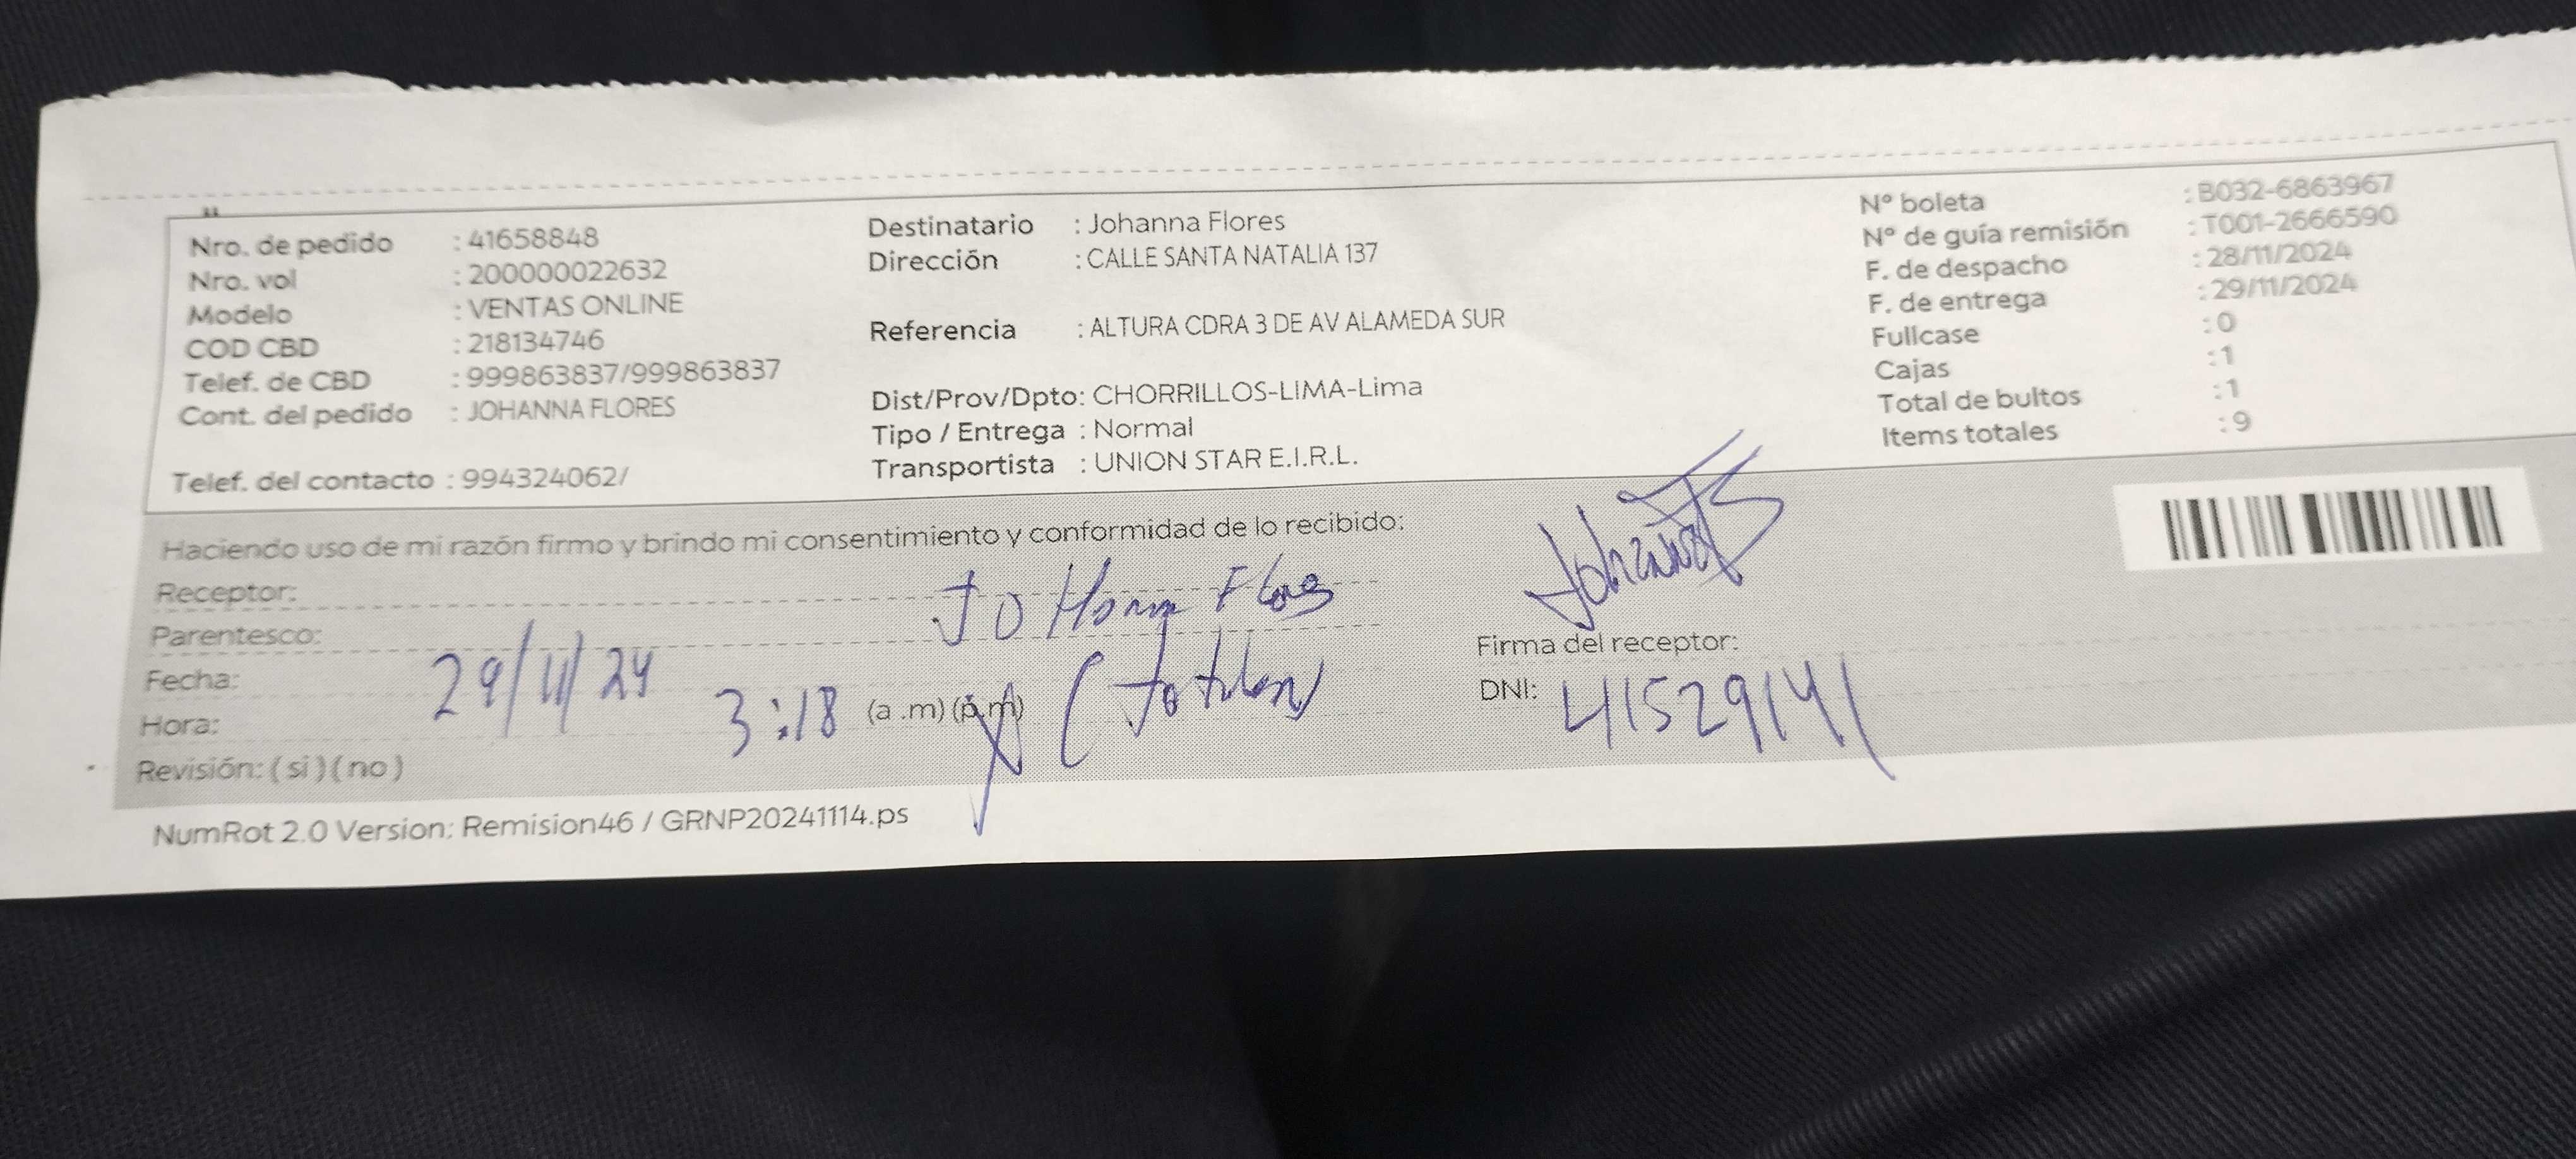 Nro. de pedido : 41658848
Nro. vol : 200000022632
Modelo : VENTAS ONLINE
COD CBD : 218134746
Telef. de CBD : 999863837/999863837
Cont. del pedido : JOHANNA FLORES
Telef. del contacto : 994324062/
Destinatario : Johanna Flores
Dirección : CALLE SANTA NATALIA 137
Referencia : ALTURA CDRA 3 DE AV ALAMEDA SUR
Dist/Prov/Dpto: CHORRILLOS-LIMA-Lima
Tipo / Entrega : Normal
Transportista : UNION STAR E.I.R.L.
Nº boleta : B032-6863967
Nº de guía remisión : T001-2666590
F. de despacho : 28/11/2024
F. de entrega : 29/11/2024
Fullcase : 0
Cajas : 1
Total de bultos : 1
Items totales : 9
Haciendo uso de mi razón firmo y brindo mi consentimiento y conformidad de lo recibido:
Receptor: Johanna Flores
Parentesco:
Fecha: 29/11/24
Hora: 3:18 (a .m) (p.m)
Revisión: ( si ) ( no )
Johanna
Firma del receptor:
DNI: 41529141
NumRot 2.0 Version: Remision46 / GRNP20241114.ps